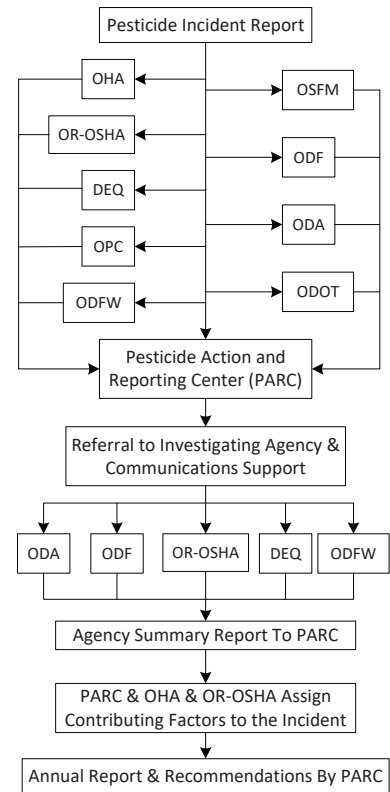 Pesticide Incident Report
OHA
OSFM
OR-OSHA
ODF
DEQ
ODA
OPC
ODOT
ODFW
Pesticide Action and
Reporting Center (PARC)
Referral to Investigating Agency &
Communications Support
ODA
ODF
OR-OSHA
DEQ
ODFW
Agency Summary Report To PARC
PARC & OHA & OR-OSHA Assign
Contributing Factors to the Incident
Annual Report & Recommendations By PARC